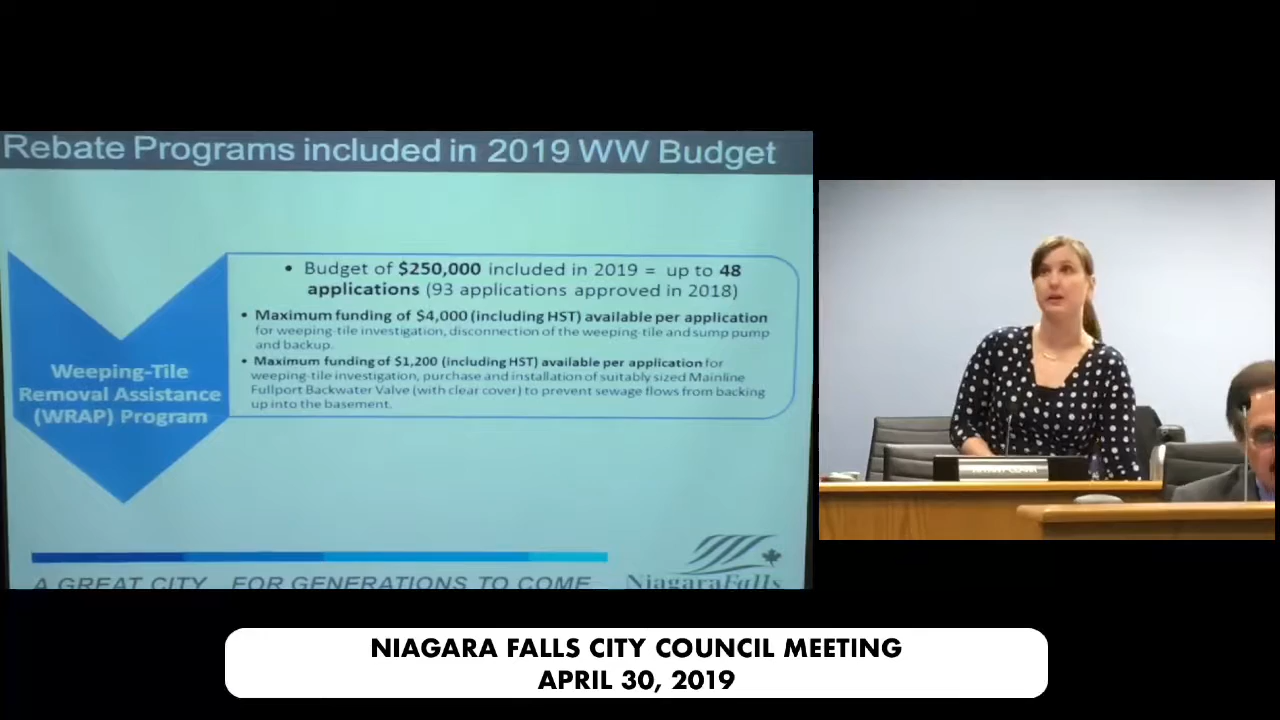 Rebate Programs included in 2019 WW Budget
• Budget of $250,000 included in 2019 = up to 48
applications (93 applications approved in 2018)
• Maximum funding of $4,000 (including HST) available per application
for weeping-tile investigation, disconnection of the weeping-tile and sump pump
and backup.
• Maximum funding of $1,200 (including HST) available per application for
weeping-tile investigation, purchase and installation of suitably sized Mainline
Fullport Backwater Valve (with clear cover) to prevent sewage flows from backing
up into the basement.
Weeping-Tile
Removal Assistance
(WRAP) Program
A GREAT CITY FOR GENERATIONS TO COME
NiagaraFalls
NIAGARA FALLS CITY COUNCIL MEETING
APRIL 30, 2019